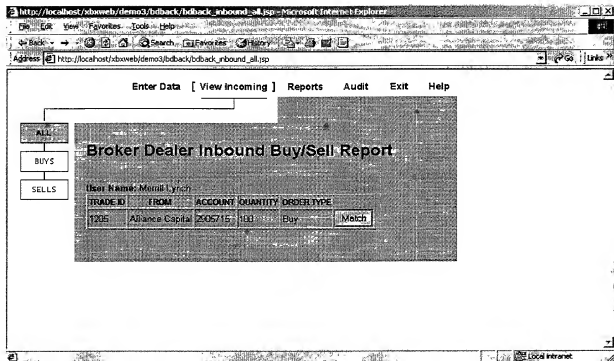 http://localhost/xbxweb/demo3/bdback/bdback_inbound_all.jsp - Microsoft Internet Explorer
File Edit View Favorites Tools Help
Back Search Favorites History
Address http://localhost/xbxweb/demo3/bdback/bdback_inbound_all.jsp Go Links »
Enter Data [ View Incoming ] Reports Audit Exit Help
ALL
BUYS
SELLS
Broker Dealer Inbound Buy/Sell Report
User Name: Merrill Lynch
TRADE ID FROM ACCOUNT QUANTITY ORDER TYPE
1205 Alliance Capital 2905715 100 Buy Match
Local intranet